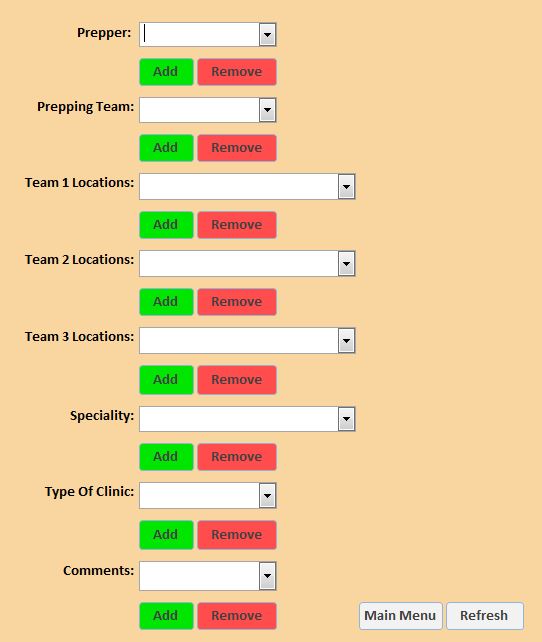 Prepper:
Add Remove
Prepping Team:
Add Remove
Team 1 Locations:
Add Remove
Team 2 Locations:
Add Remove
Team 3 Locations:
Add Remove
Speciality:
Add Remove
Type Of Clinic:
Add Remove
Comments:
Add Remove Main Menu Refresh